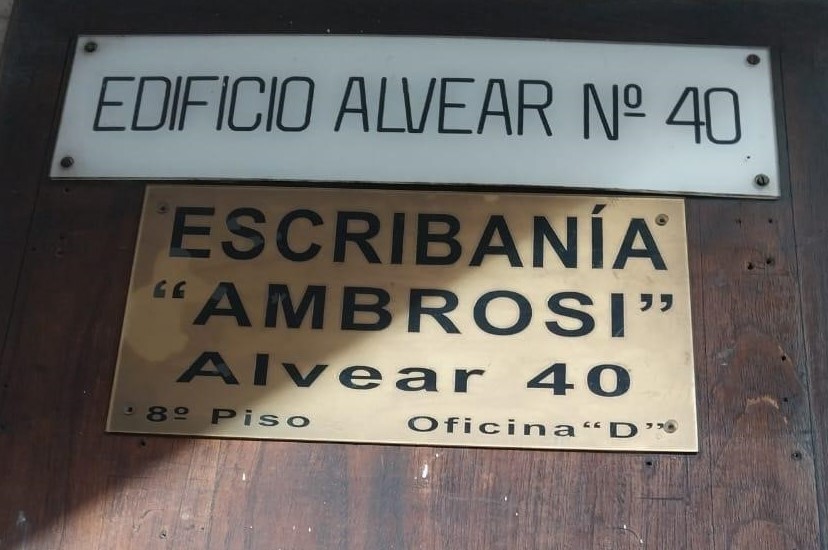 EDIFICIO ALVEAR Nº 40
ESCRIBANÍA
“AMBROSI”
Alvear 40
8º Piso Oficina “D”